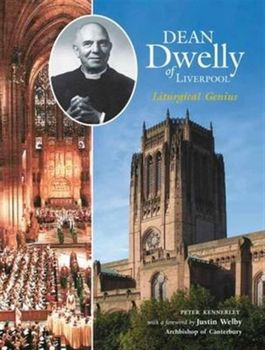 DEAN
Dwelly
of LIVERPOOL
Liturgical Genius
PETER KENNERLEY
with a foreword by Justin Welby
Archbishop of Canterbury